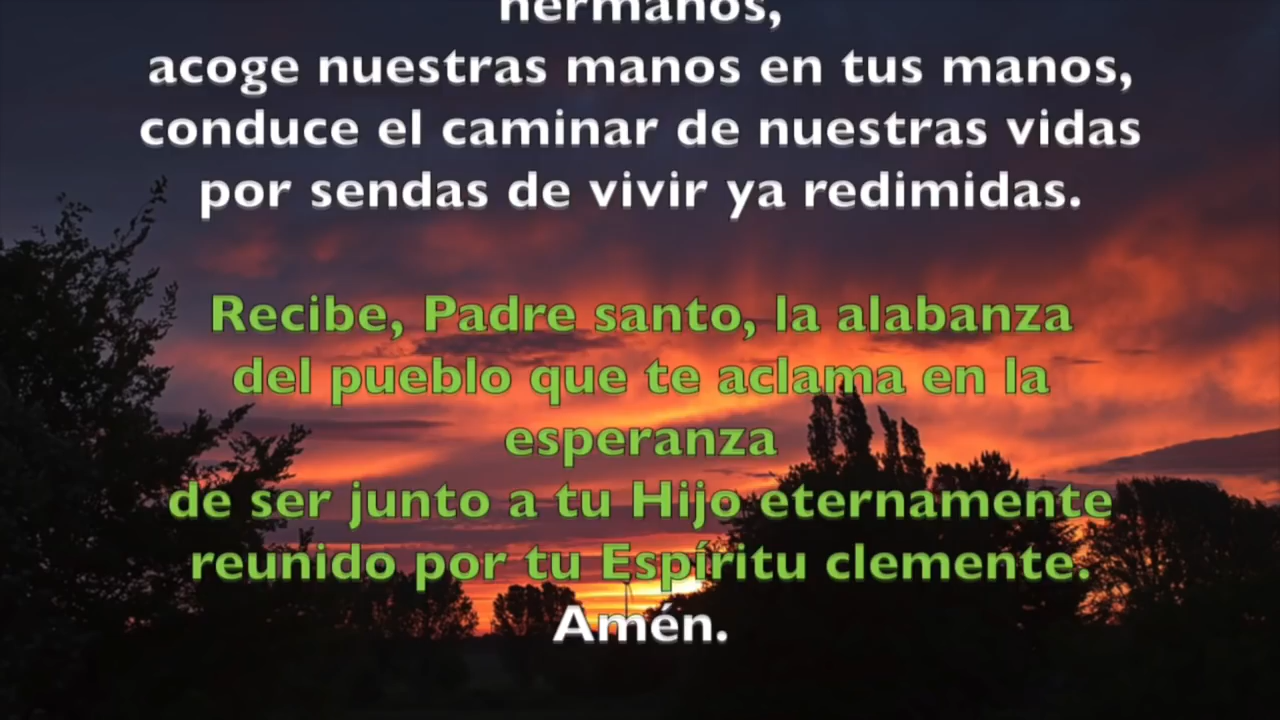 hermanos,
acoge nuestras manos en tus manos,
conduce el caminar de nuestras vidas
por sendas de vivir ya redimidas.
Recibe, Padre santo, la alabanza
del pueblo que te aclama en la
esperanza
de ser junto a tu Hijo eternamente
reunido por tu Espíritu clemente.
Amén.